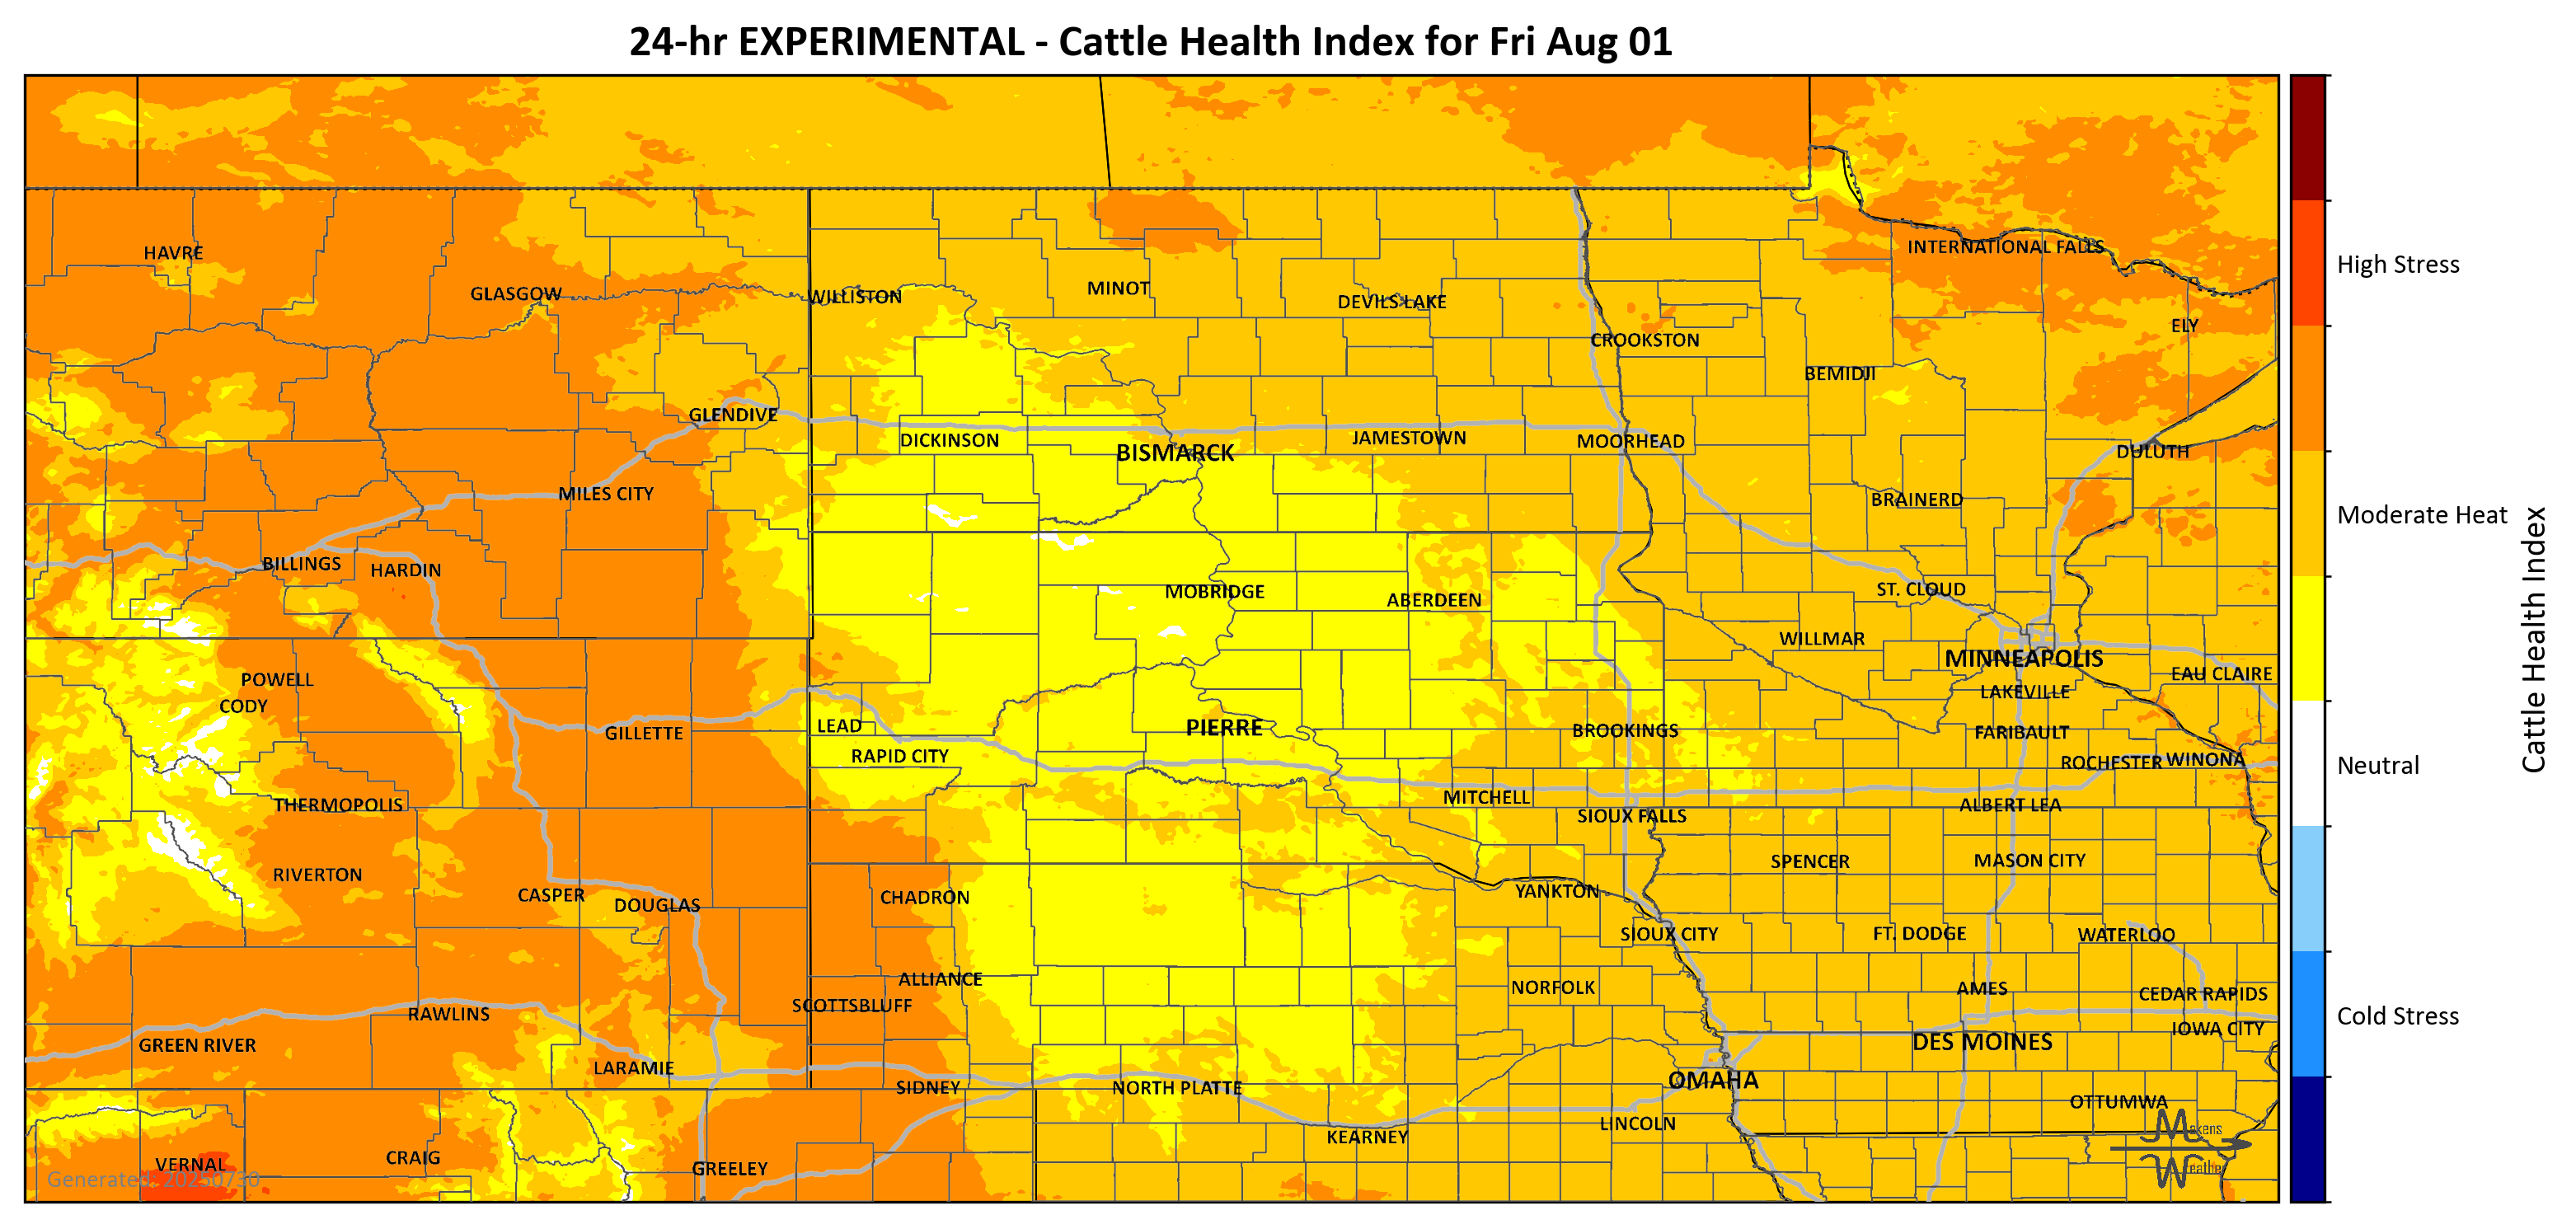 24-hr EXPERIMENTAL - Cattle Health Index for Fri Aug 01
HAVRE
GLASGOW
WILLISTON
MINOT
DEVILS LAKE
CROOKSTON
INTERNATIONAL FALLS
ELY
BEMIDJI
GLENDIVE
DICKINSON
BISMARCK
JAMESTOWN
MOORHEAD
DULUTH
MILES CITY
BRAINERD
BILLINGS
HARDIN
MOBRIDGE
ABERDEEN
ST. CLOUD
WILLMAR
MINNEAPOLIS
EAU CLAIRE
LAKEVILLE
POWELL
CODY
GILLETTE
LEAD
RAPID CITY
PIERRE
BROOKINGS
FARIBAULT
ROCHESTER
WINONA
THERMOPOLIS
MITCHELL
SIOUX FALLS
ALBERT LEA
RIVERTON
CASPER
DOUGLAS
CHADRON
YANKTON
SPENCER
MASON CITY
SIOUX CITY
FT. DODGE
WATERLOO
ALLIANCE
SCOTTSBLUFF
NORFOLK
AMES
CEDAR RAPIDS
RAWLINS
GREEN RIVER
LARAMIE
SIDNEY
NORTH PLATTE
OMAHA
DES MOINES
IOWA CITY
KEARNEY
LINCOLN
OTTUMWA
VERNAL
CRAIG
GREELEY
Generated: 20250730
Makens
Weather
High Stress
Moderate Heat
Neutral
Cold Stress
Cattle Health Index